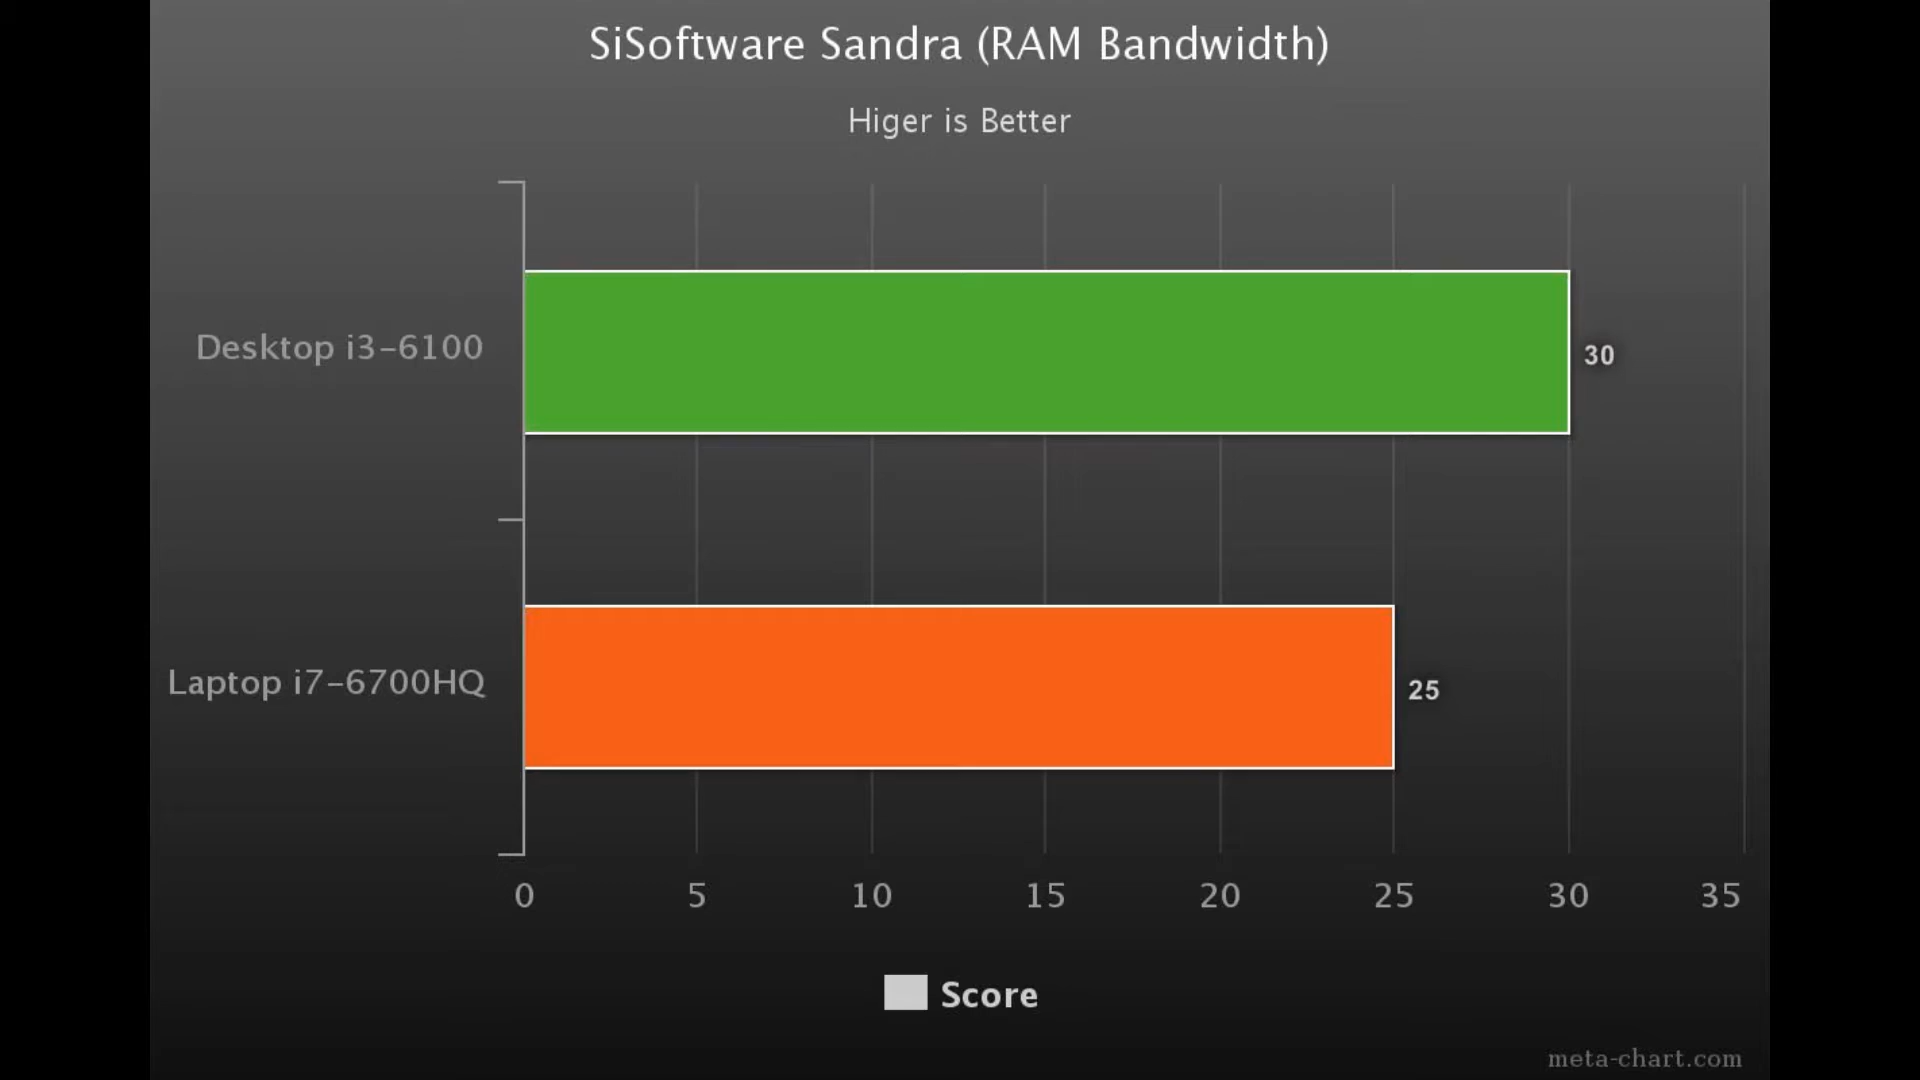 SiSoftware Sandra (RAM Bandwidth)
Higer is Better
Desktop i3-6100
30
Laptop i7-6700HQ
25
0 5 10 15 20 25 30 35
Score
meta-chart.com